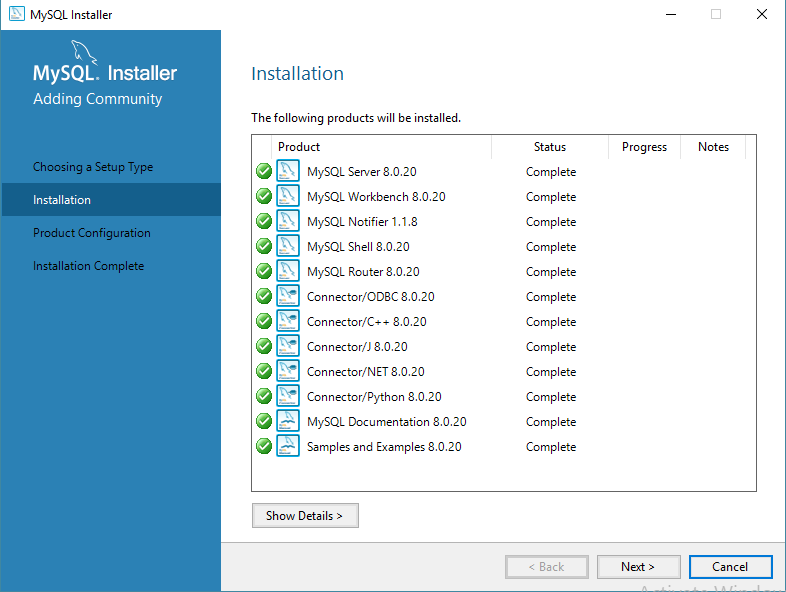 MySQL Installer
MySQL. Installer
Adding Community
Choosing a Setup Type
Installation
Product Configuration
Installation Complete
Installation
The following products will be installed.
Product Status Progress Notes
MySQL Server 8.0.20 Complete
MySQL Workbench 8.0.20 Complete
MySQL Notifier 1.1.8 Complete
MySQL Shell 8.0.20 Complete
MySQL Router 8.0.20 Complete
Connector/ODBC 8.0.20 Complete
Connector/C++ 8.0.20 Complete
Connector/J 8.0.20 Complete
Connector/NET 8.0.20 Complete
Connector/Python 8.0.20 Complete
MySQL Documentation 8.0.20 Complete
Samples and Examples 8.0.20 Complete
Show Details >
< Back Next > Cancel